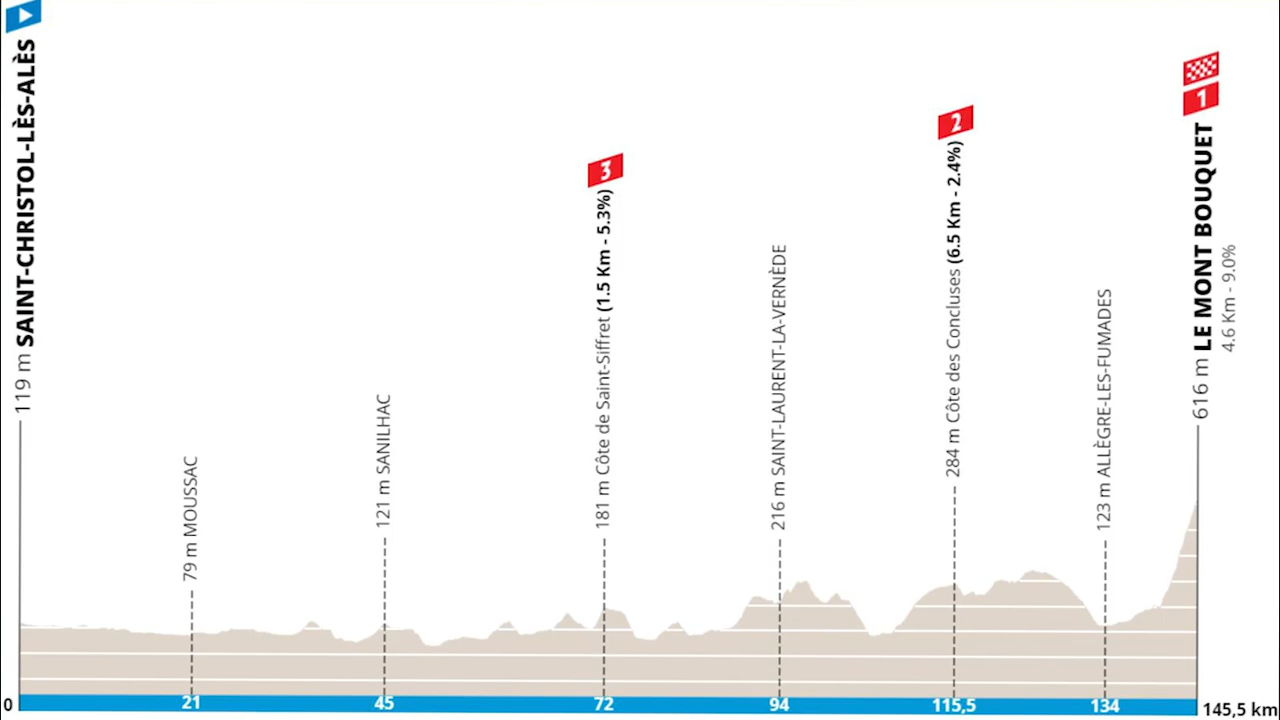 119 m SAINT-CHRISTOL-LÈS-ALÈS
79 m MOUSSAC
121 m SANILHAC
181 m Côte de Saint-Siffret (1.5 Km - 5.3%)
3
216 m SAINT-LAURENT-LA-VERNÈDE
284 m Côte des Concluses (6.5 Km - 2.4%)
2
123 m ALLÈGRE-LES-FUMADES
616 m LE MONT BOUQUET
4.6 Km - 9.0%
1
0 21 45 72 94 115,5 134 145,5 km